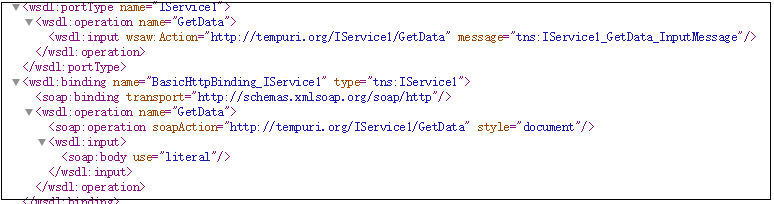 <wsdl:portType name="IService1">
<wsdl:operation name="GetData">
<wsdl:input wsaw:Action="http://tempuri.org/IService1/GetData" message="tns:IService1_GetData_InputMessage"/>
</wsdl:operation>
</wsdl:portType>
<wsdl:binding name="BasicHttpBinding_IService1" type="tns:IService1">
<soap:binding transport="http://schemas.xmlsoap.org/soap/http"/>
<wsdl:operation name="GetData">
<soap:operation soapAction="http://tempuri.org/IService1/GetData" style="document"/>
<wsdl:input>
<soap:body use="literal"/>
</wsdl:input>
</wsdl:operation>
</wsdl:binding>